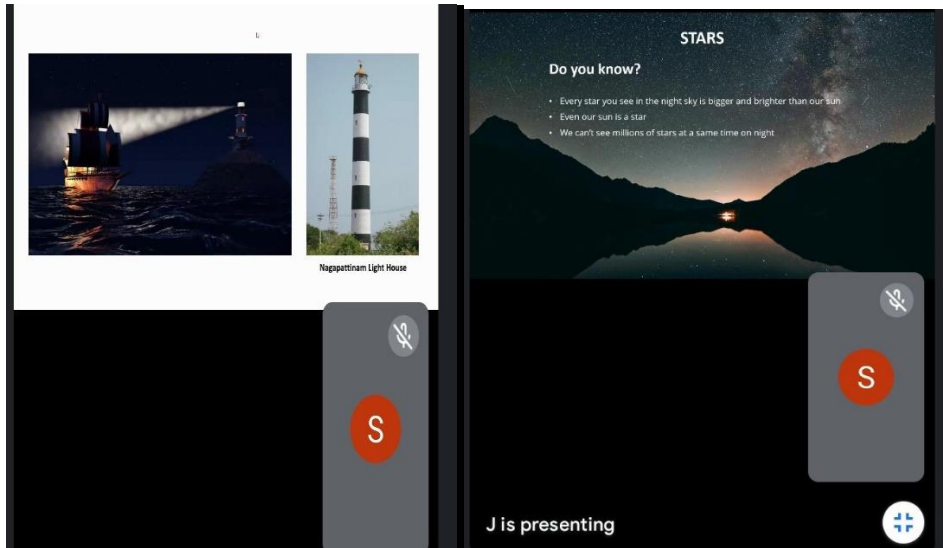 Nagapattinam Light House
S
STARS
Do you know?
• Every star you see in the night sky is bigger and brighter than our sun
• Even our sun is a star
• We can't see millions of stars at a same time on night
S
J is presenting